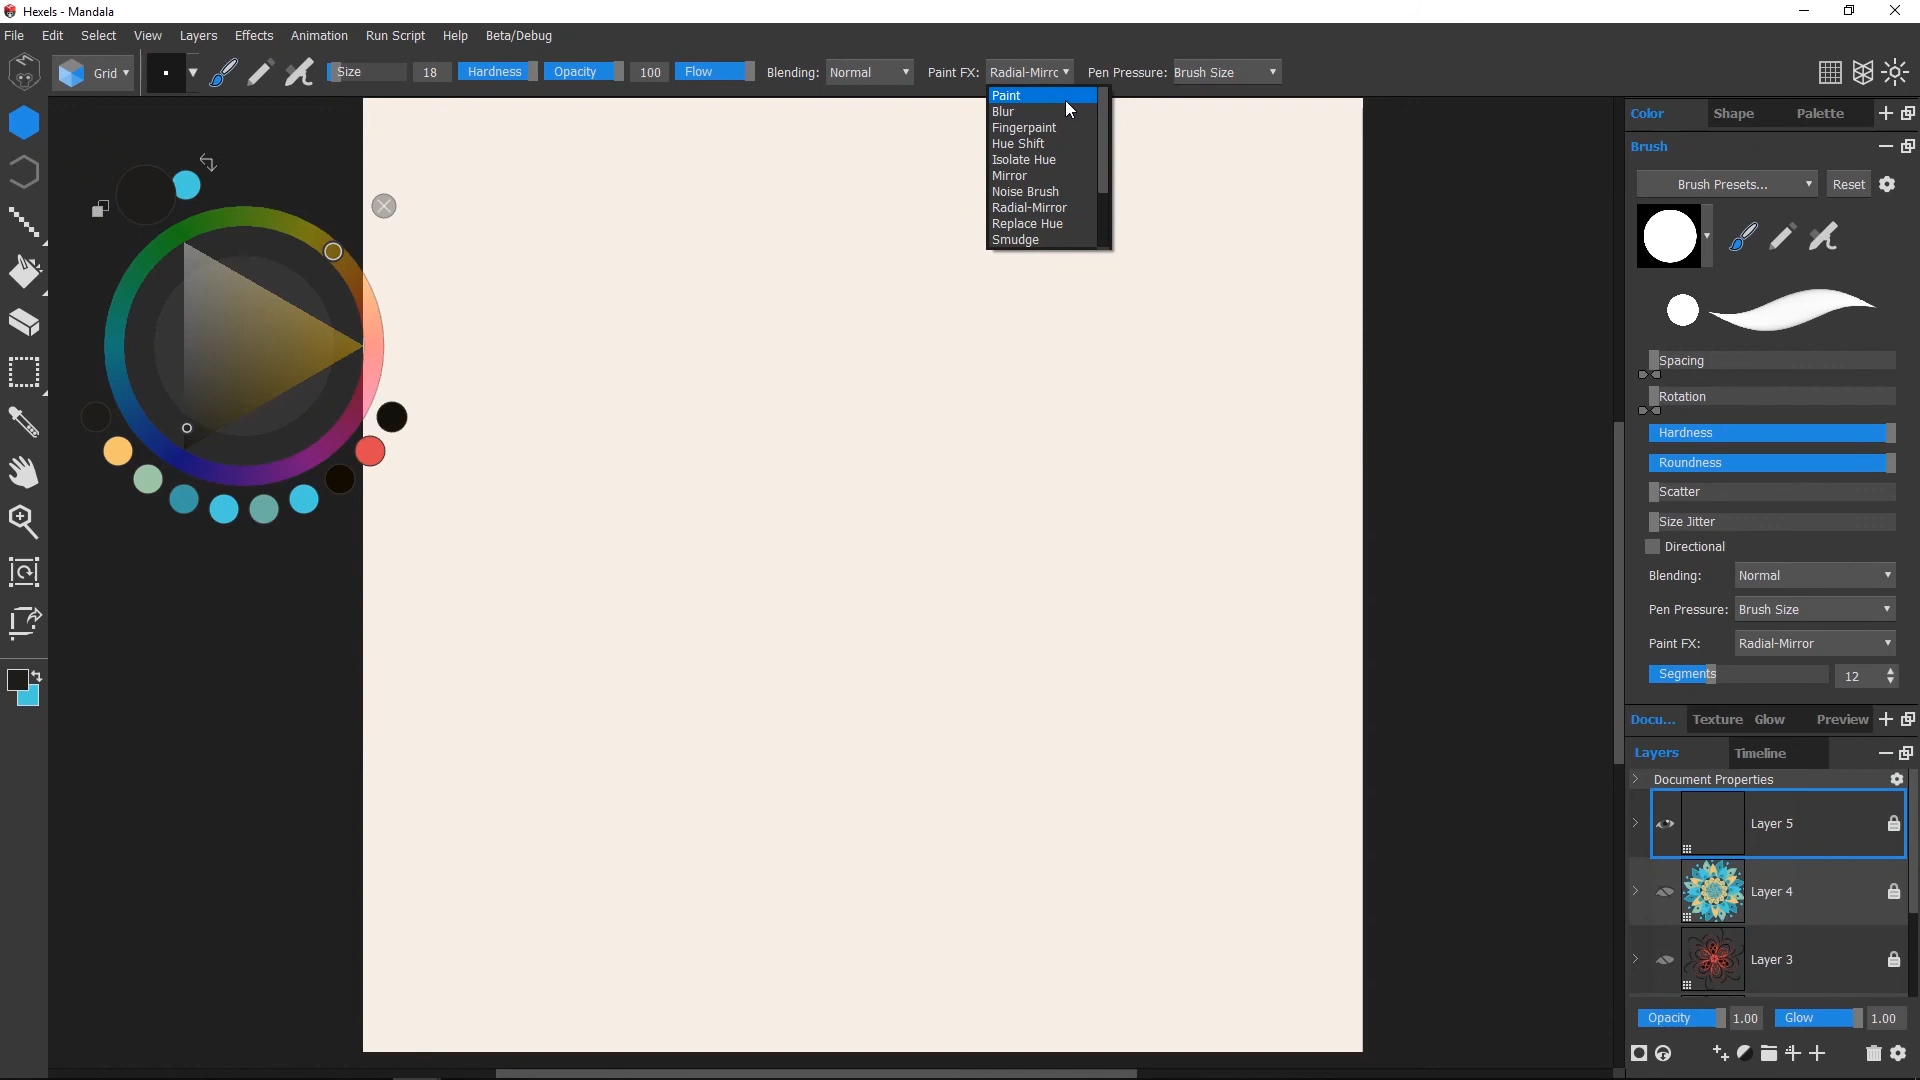 Hexels - Mandala
File Edit Select View Layers Effects Animation Run Script Help Beta/Debug
Grid Size 18 Hardness Opacity 100 Flow Blending: Normal Paint FX: Radial-Mirrc Pen Pressure: Brush Size
Paint
Blur
Fingerpaint
Hue Shift
Isolate Hue
Mirror
Noise Brush
Radial-Mirror
Replace Hue
Smudge
Color Shape Palette
Brush
Brush Presets... Reset
Spacing
Rotation
Hardness
Roundness
Scatter
Size Jitter
Directional
Blending: Normal
Pen Pressure: Brush Size
Paint FX: Radial-Mirror
Segments 12
Docu... Texture Glow Preview
Layers Timeline
Document Properties
Layer 5
Layer 4
Layer 3
Opacity 1.00 Glow 1.00